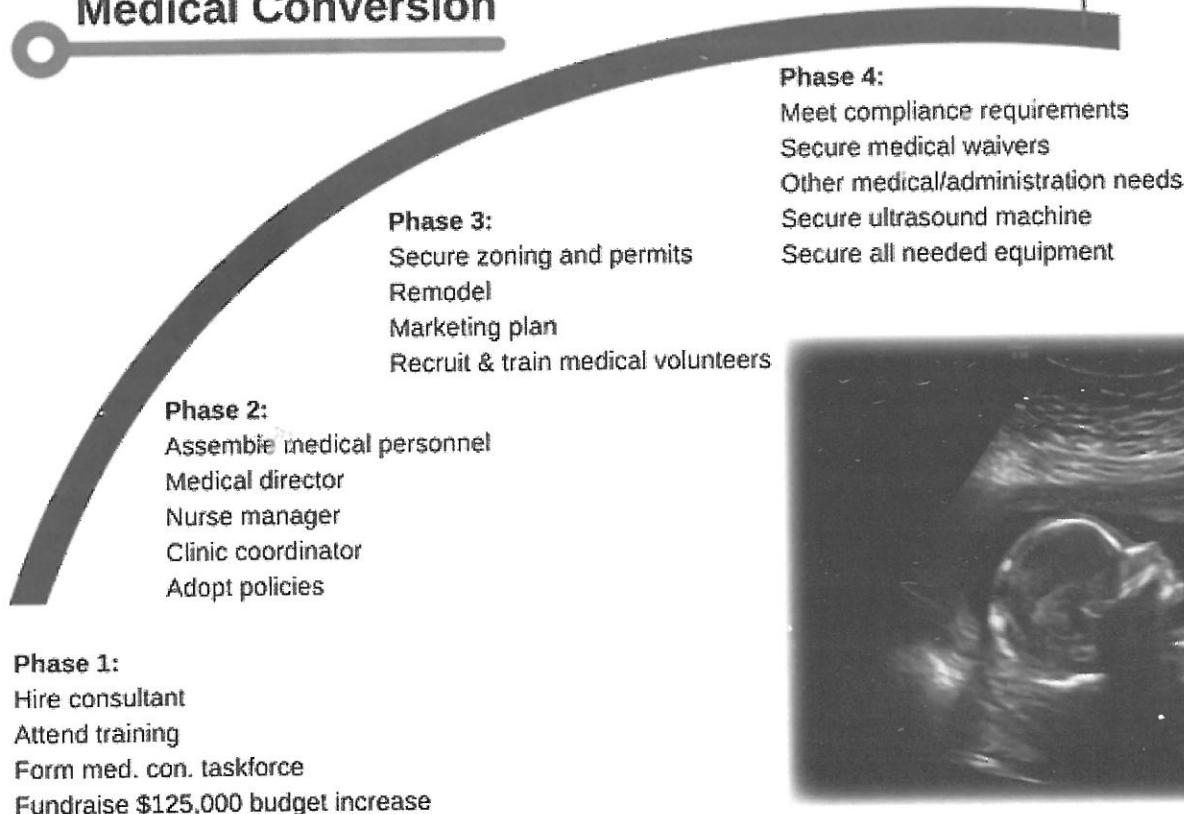 Medical Conversion
Phase 4:
Meet compliance requirements
Secure medical waivers
Other medical/administration needs
Secure ultrasound machine
Secure all needed equipment
Phase 3:
Secure zoning and permits
Remodel
Marketing plan
Recruit & train medical volunteers
Phase 2:
Assemble medical personnel
Medical director
Nurse manager
Clinic coordinator
Adopt policies
Phase 1:
Hire consultant
Attend training
Form med. con. taskforce
Fundraise $125,000 budget increase